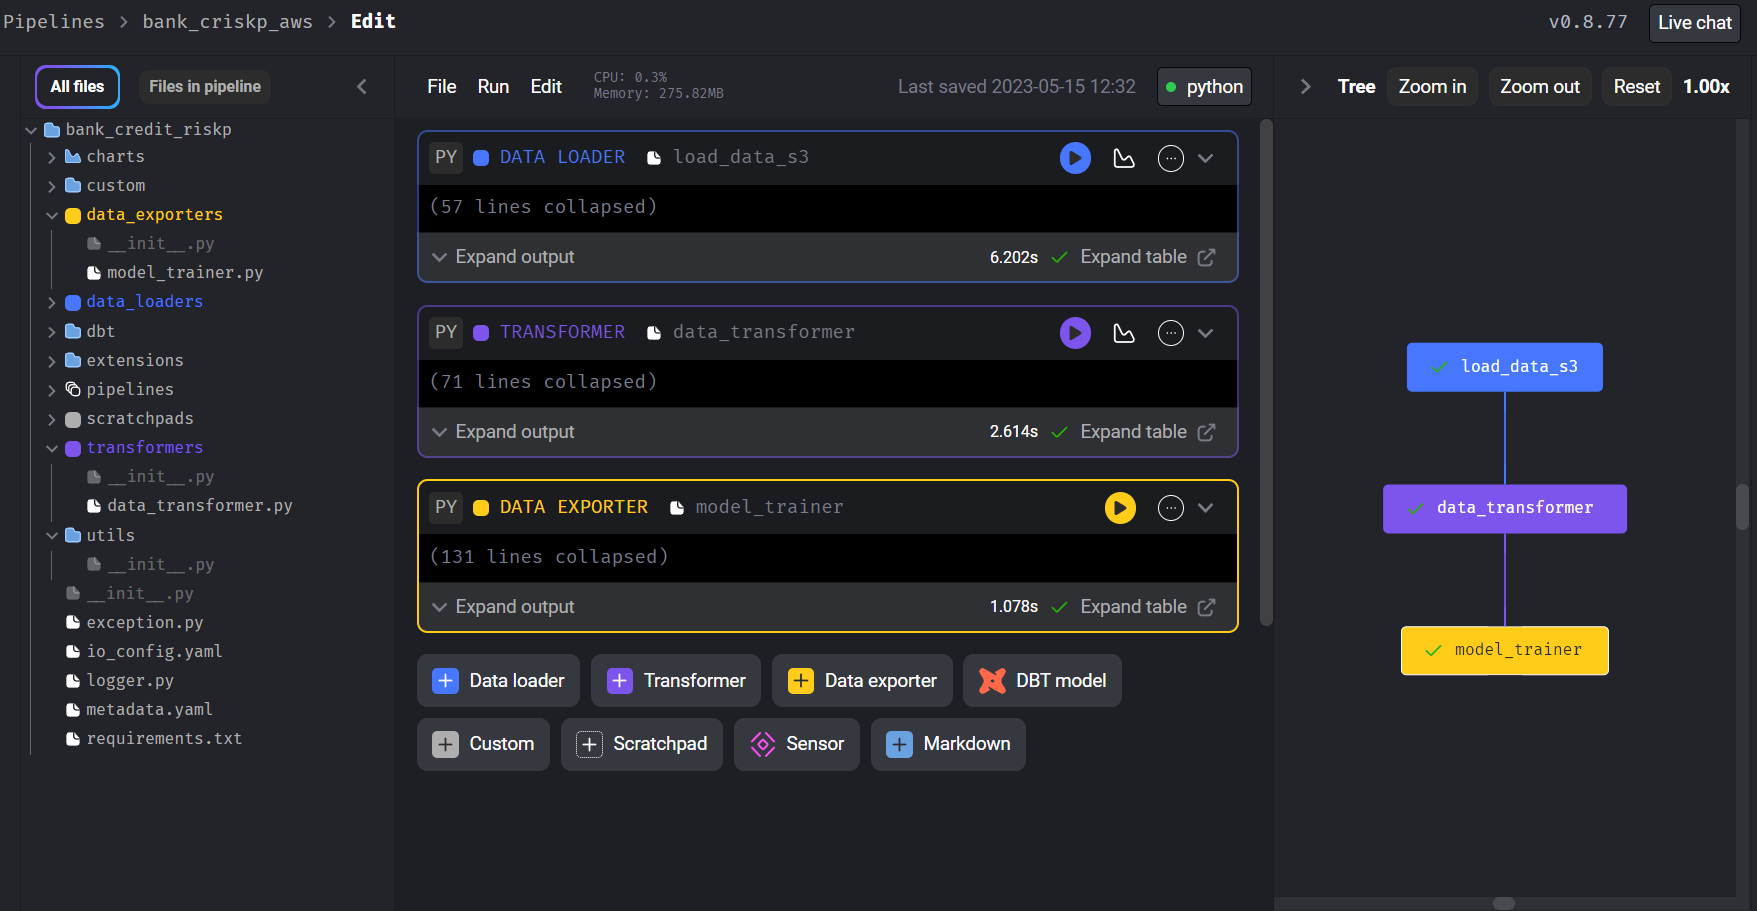 Pipelines > bank_criskp_aws > Edit
v0.8.77
Live chat
All files
Files in pipeline
bank_credit_riskp
charts
custom
data_exporters
__init__.py
model_trainer.py
data_loaders
dbt
extensions
pipelines
scratchpads
transformers
__init__.py
data_transformer.py
utils
__init__.py
__init__.py
exception.py
io_config.yaml
logger.py
metadata.yaml
requirements.txt
File Run Edit
CPU: 0.3%
Memory: 275.82MB
Last saved 2023-05-15 12:32
python
PY DATA LOADER load_data_s3
(57 lines collapsed)
Expand output 6.202s Expand table
PY TRANSFORMER data_transformer
(71 lines collapsed)
Expand output 2.614s Expand table
PY DATA EXPORTER model_trainer
(131 lines collapsed)
Expand output 1.078s Expand table
Data loader Transformer Data exporter DBT model
Custom Scratchpad Sensor Markdown
Tree Zoom in Zoom out Reset 1.00x
load_data_s3
data_transformer
model_trainer